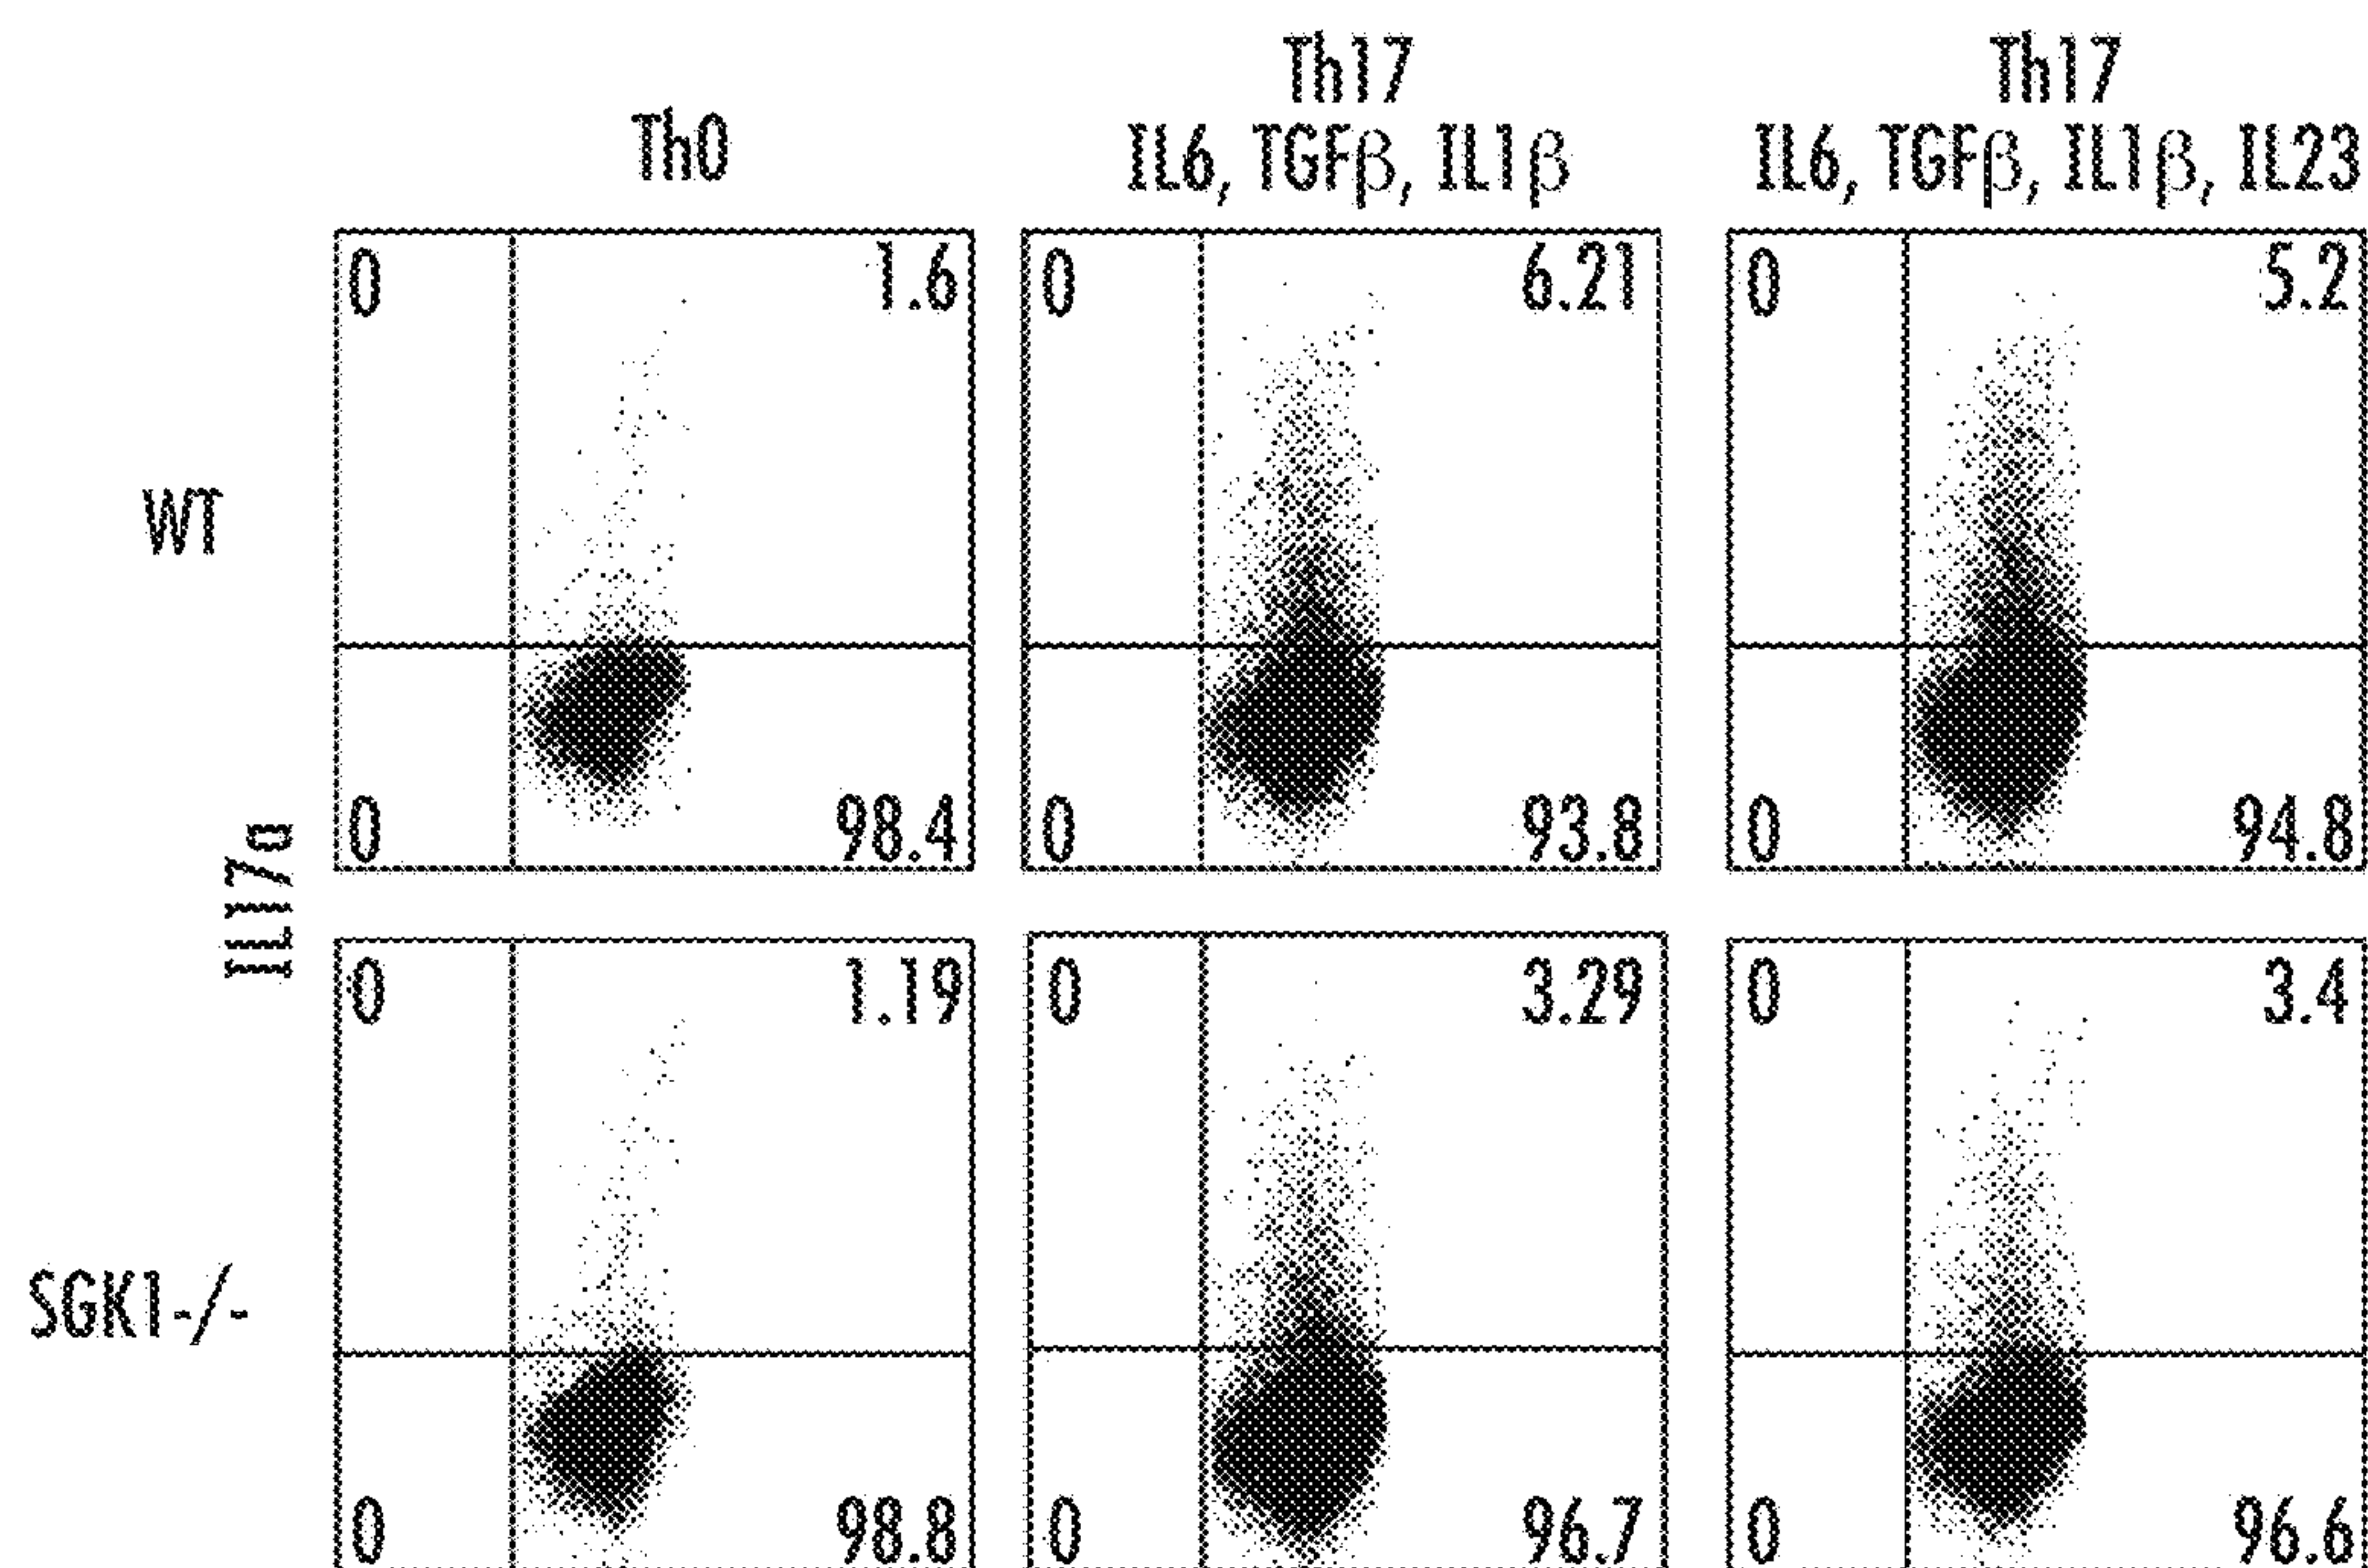 Th0
Th17
IL6, TGFβ, IL1β
Th17
IL6, TGFβ, IL1β, IL23
WT
0 1.6
0 98.4
0 6.21
0 93.8
0 5.2
0 94.8
IL17a
SGK1-/-
0 1.19
0 98.8
0 3.29
0 96.7
0 3.4
0 96.6